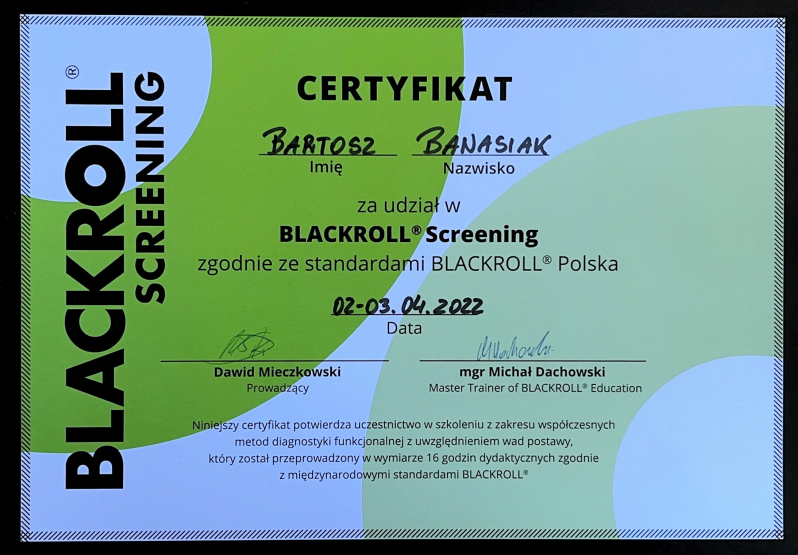 BLACKROLL®
SCREENING
CERTYFIKAT
BARTOSZ BANASIAK
Imię Nazwisko
za udział w
BLACKROLL® Screening
zgodnie ze standardami BLACKROLL® Polska
02-03.04.2022
Data
Dawid Mieczkowski mgr Michał Dachowski
Prowadzący Master Trainer of BLACKROLL® Education
Niniejszy certyfikat potwierdza uczestnictwo w szkoleniu z zakresu współczesnych
metod diagnostyki funkcjonalnej z uwzględnieniem wad postawy,
który został przeprowadzony w wymiarze 16 godzin dydaktycznych zgodnie
z międzynarodowymi standardami BLACKROLL®